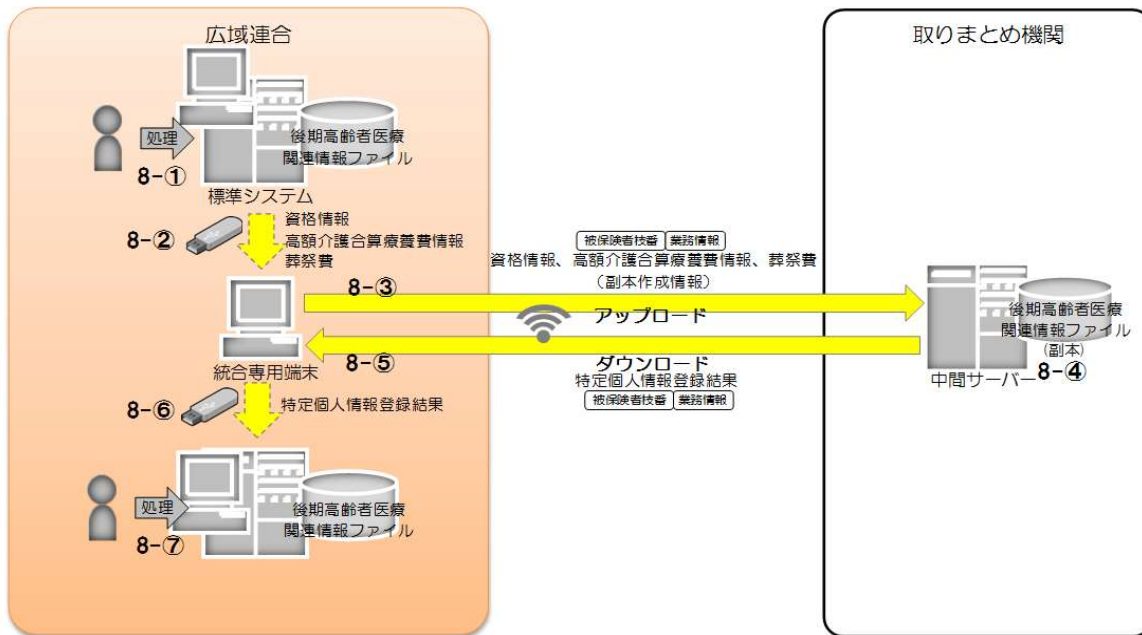 広域連合
取りまとめ機関
処理
8-①
後期高齢者医療
関連情報ファイル
標準システム
8-②
資格情報
高額介護合算療養費情報
葬祭費
被保険者枝番 業務情報
資格情報、高額介護合算療養費情報、葬祭費
(副本作成情報)
8-③
アップロード
8-⑤
ダウンロード
特定個人情報登録結果
被保険者枝番 業務情報
統合専用端末
後期高齢者医療
関連情報ファイル
(副本)
中間サーバー
8-④
8-⑥
特定個人情報登録結果
処理
8-⑦
後期高齢者医療
関連情報ファイル